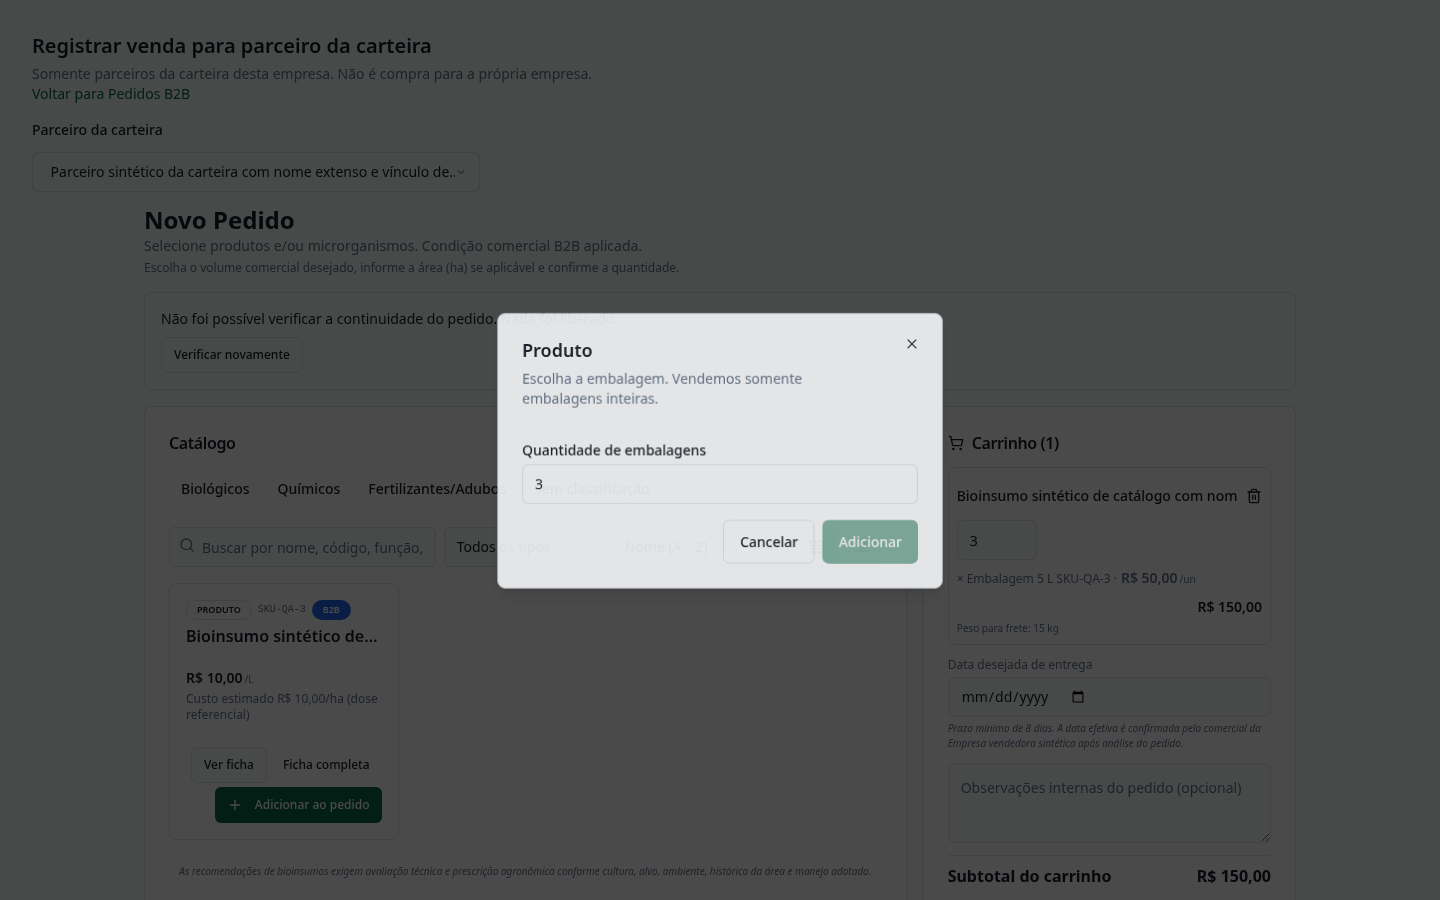 Registrar venda para parceiro da carteira
Somente parceiros da carteira desta empresa. Não é compra para a própria empresa.
Voltar para Pedidos B2B
Parceiro da carteira
Parceiro sintético da carteira com nome extenso e vínculo de..
Novo Pedido
Selecione produtos e/ou microrganismos. Condição comercial B2B aplicada.
Escolha o volume comercial desejado, informe a área (ha) se aplicável e confirme a quantidade.
Não foi possível verificar a continuidade do pedido. Nada foi liberado.
Verificar novamente
Produto
Escolha a embalagem. Vendemos somente
embalagens inteiras.
Quantidade de embalagens
3
Cancelar
Adicionar
Catálogo
Biológicos
Químicos
Fertilizantes/Adubos
Sem classificação
Buscar por nome, código, função,
Todos os tipos
Nome (A→Z)
PRODUTO
SKU-QA-3
B2B
Bioinsumo sintético de...
R$ 10,00 /L
Custo estimado R$ 10,00/ha (dose
referencial)
Ver ficha
Ficha completa
Adicionar ao pedido
As recomendações de bioinsumos exigem avaliação técnica e prescrição agronômica conforme cultura, alvo, ambiente, histórico da área e manejo adotado.
Carrinho (1)
Bioinsumo sintético de catálogo com nom
3
× Embalagem 5 L SKU-QA-3 · R$ 50,00 /un
R$ 150,00
Peso para frete: 15 kg
Data desejada de entrega
mm/dd/yyyy
Prazo mínimo de 8 dias. A data efetiva é confirmada pelo comercial da
Empresa vendedora sintética após análise do pedido.
Observações internas do pedido (opcional)
Subtotal do carrinho
R$ 150,00